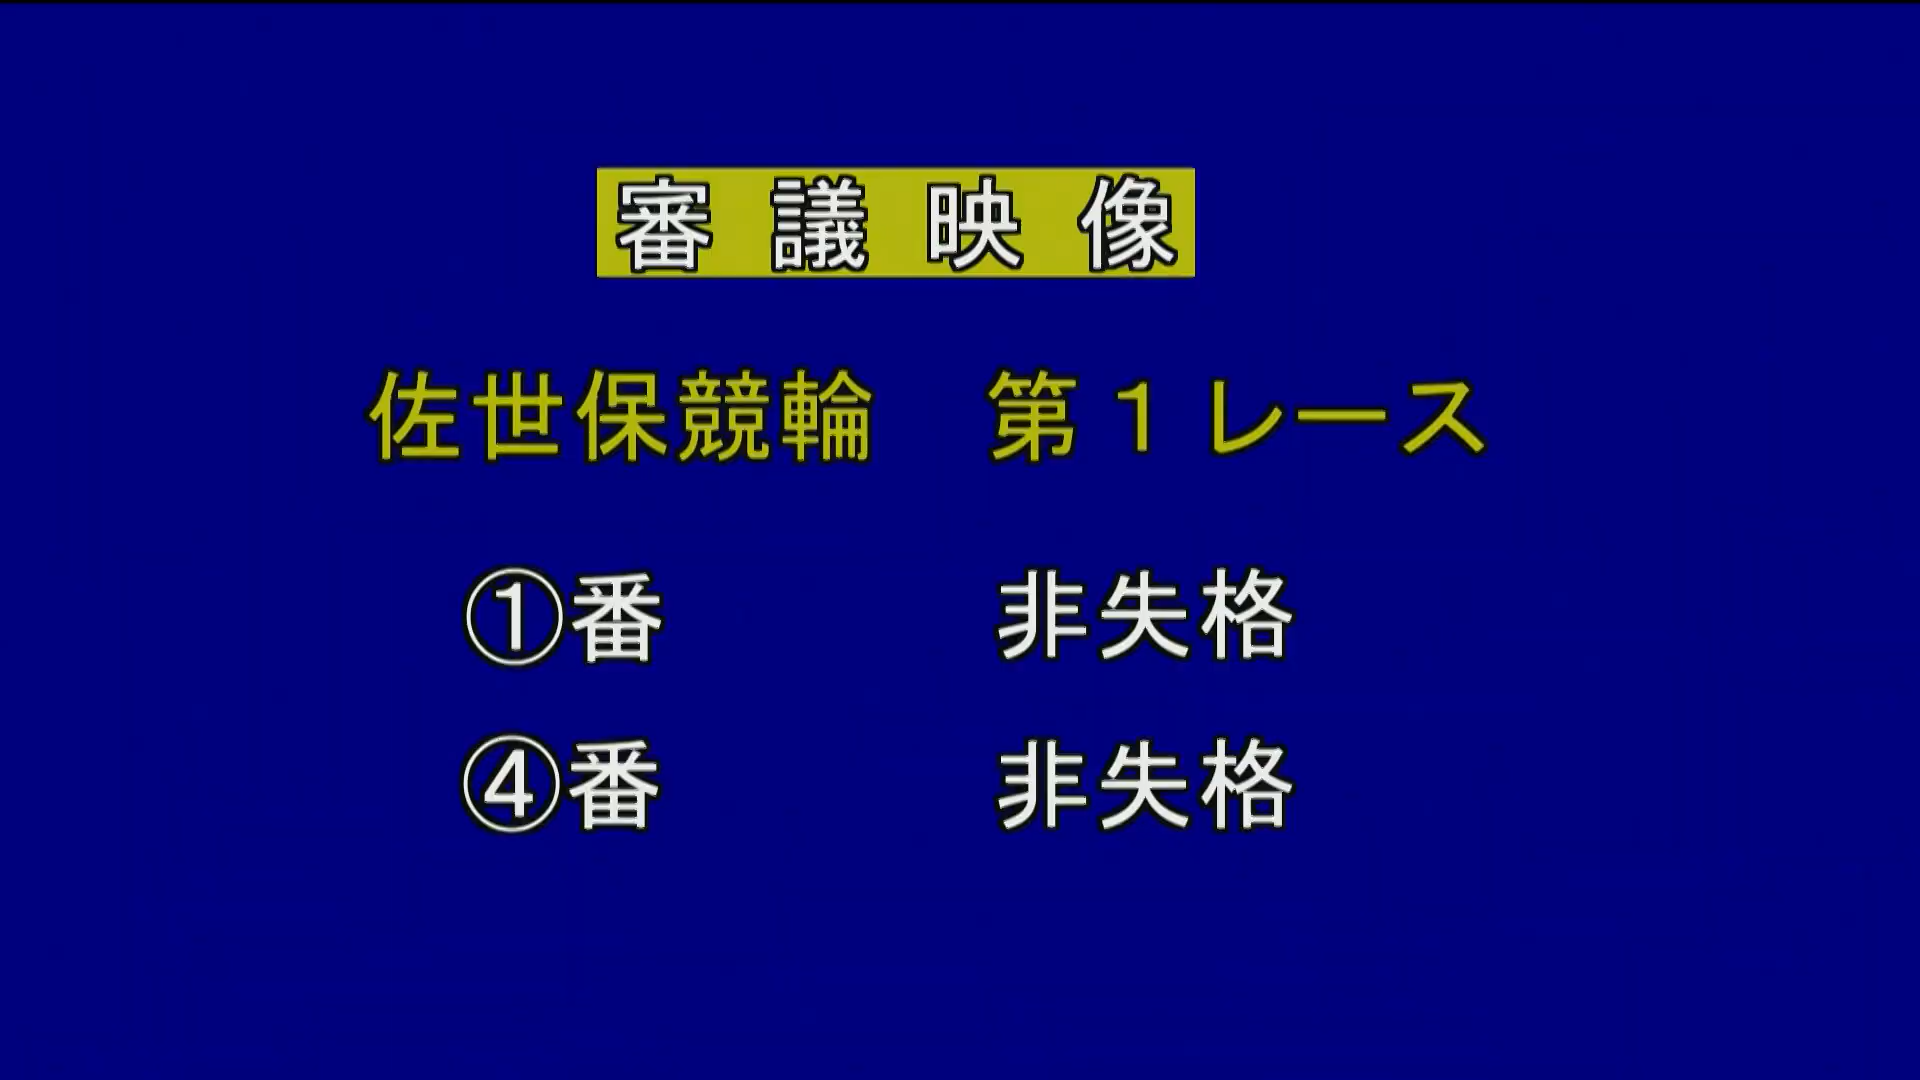 審議映像
佐世保競輪　第１レース
①番　非失格
④番　非失格